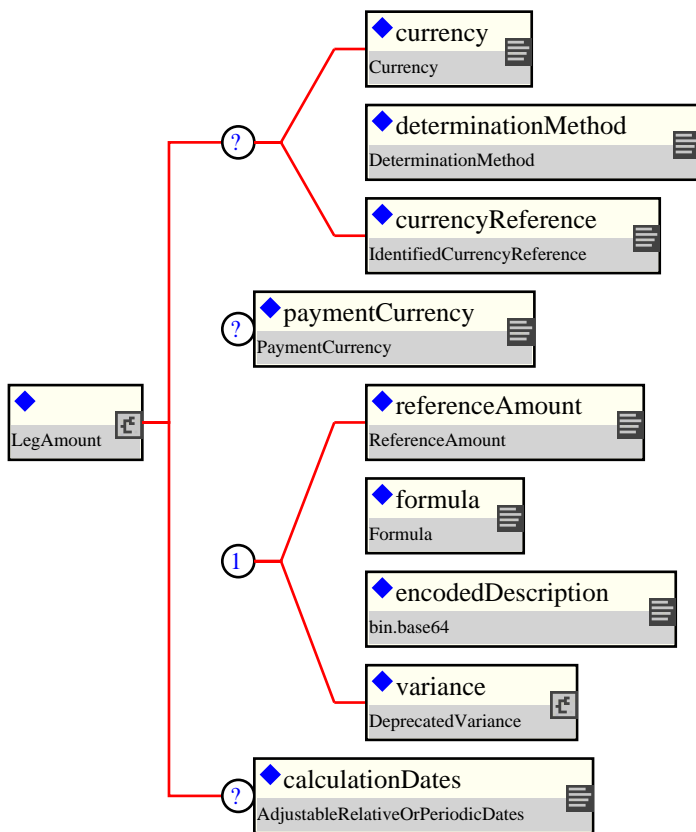 currency
Currency
?
determinationMethod
DeterminationMethod
currencyReference
IdentifiedCurrencyReference
?
paymentCurrency
PaymentCurrency
LegAmount
referenceAmount
ReferenceAmount
formula
Formula
1
encodedDescription
bin.base64
variance
DeprecatedVariance
?
calculationDates
AdjustableRelativeOrPeriodicDates